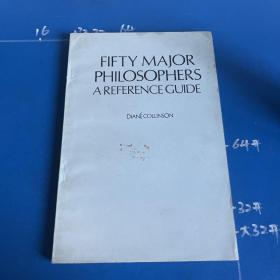 16
FIFTY MAJOR
PHILOSOPHERS
A REFERENCE GUIDE
DIANÉ COLLINSON
64开
32开
大32开